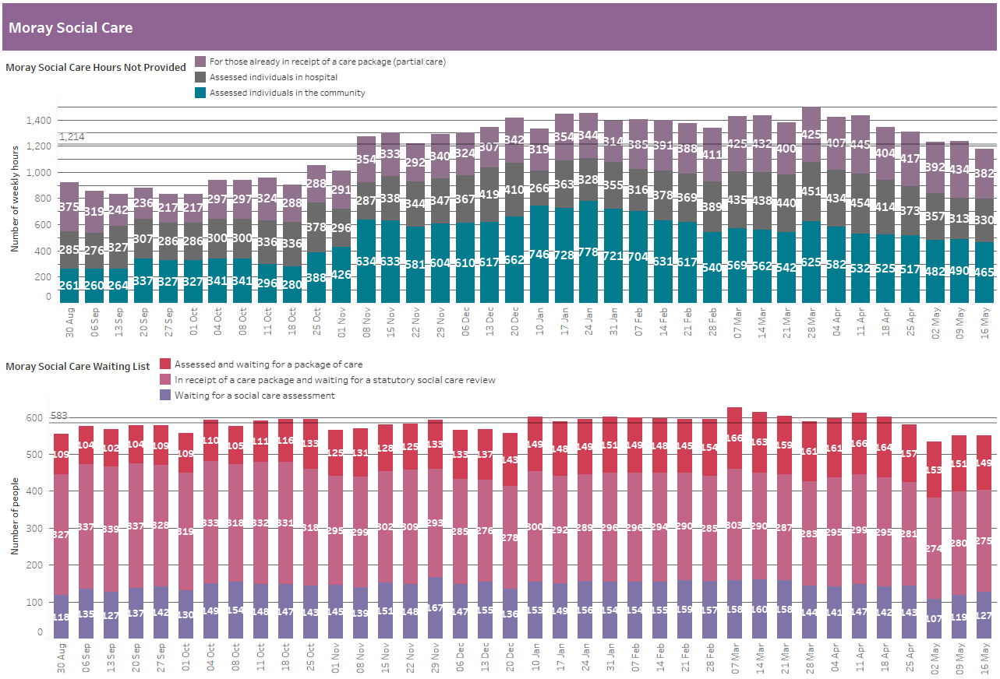 Moray Social Care
Moray Social Care Hours Not Provided
For those already in receipt of a care package (partial care)
Assessed individuals in hospital
Assessed individuals in the community
Number of weekly hours
1,400
1,200
1,000
800
600
400
200
0
1,214
375 319 242 236 217 217 297 297 324 288 288 291 354 333 292 340 324 307 342 319 354 344 314 385 391 388 411 425 432 400 425 407 445 404 417 392 434 382
285 276 327 307 286 286 300 300 336 336 378 296 287 338 344 347 367 419 410 266 363 328 355 316 378 369 389 435 438 440 451 434 454 414 373 357 313 330
261 260 264 337 327 327 341 341 296 280 388 426 634 633 581 604 610 617 662 746 728 778 721 704 631 617 540 569 562 542 625 582 532 525 517 482 490 465
30 Aug 06 Sep 13 Sep 20 Sep 27 Sep 01 Oct 04 Oct 08 Oct 11 Oct 18 Oct 25 Oct 01 Nov 08 Nov 15 Nov 22 Nov 29 Nov 06 Dec 13 Dec 20 Dec 10 Jan 17 Jan 24 Jan 31 Jan 07 Feb 14 Feb 21 Feb 28 Feb 07 Mar 14 Mar 21 Mar 28 Mar 04 Apr 11 Apr 18 Apr 25 Apr 02 May 09 May 16 May
Moray Social Care Waiting List
Assessed and waiting for a package of care
In receipt of a care package and waiting for a statutory social care review
Waiting for a social care assessment
Number of people
600
500
400
300
200
100
0
583
109 104 102 104 109 109 110 105 111 116 133 125 131 128 125 133 133 137 143 149 148 149 151 149 148 145 154 166 163 159 161 161 166 164 157 153 151 149
327 337 339 337 328 319 333 318 332 331 318 295 299 302 309 293 285 276 278 300 292 289 296 296 294 290 285 303 290 287 283 295 299 295 281 274 280 275
118 135 127 137 142 130 149 154 148 147 143 145 139 151 148 167 147 155 136 153 149 156 154 154 155 159 157 158 160 158 144 141 147 142 143 107 119 127
30 Aug 06 Sep 13 Sep 20 Sep 27 Sep 01 Oct 04 Oct 08 Oct 11 Oct 18 Oct 25 Oct 01 Nov 08 Nov 15 Nov 22 Nov 29 Nov 06 Dec 13 Dec 20 Dec 10 Jan 17 Jan 24 Jan 31 Jan 07 Feb 14 Feb 21 Feb 28 Feb 07 Mar 14 Mar 21 Mar 28 Mar 04 Apr 11 Apr 18 Apr 25 Apr 02 May 09 May 16 May